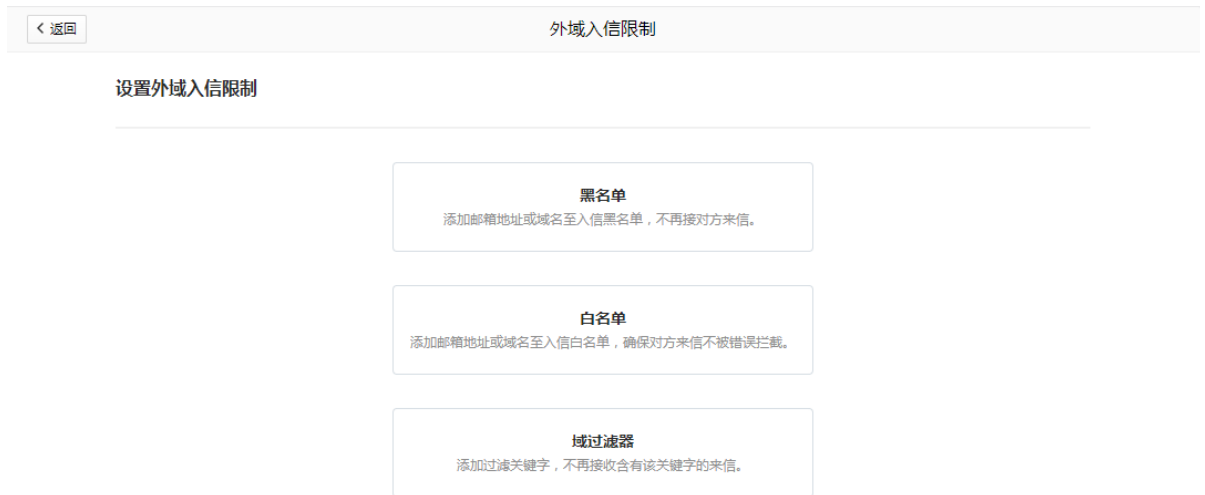 返回
外域入信限制
设置外域入信限制
黑名单
添加邮箱地址或域名至入信黑名单，不再接对方来信。
白名单
添加邮箱地址或域名至入信白名单，确保对方来信不被错误拦截。
域过滤器
添加过滤关键字，不再接收含有该关键字的来信。